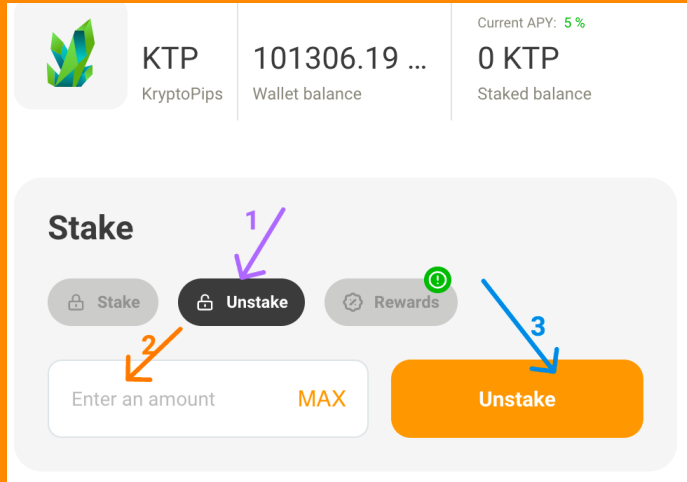 Current APY: 5 %
KTP
101306.19 ...
0 KTP
KryptoPips
Wallet balance
Staked balance
Stake
1
Stake
Unstake
Rewards
2
3
Enter an amount
MAX
Unstake